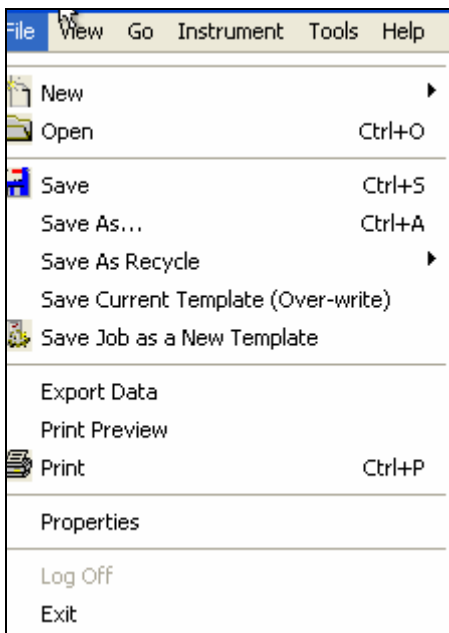 File View Go Instrument Tools Help
New
Open Ctrl+O
Save Ctrl+S
Save As... Ctrl+A
Save As Recycle
Save Current Template (Over-write)
Save Job as a New Template
Export Data
Print Preview
Print Ctrl+P
Properties
Log Off
Exit